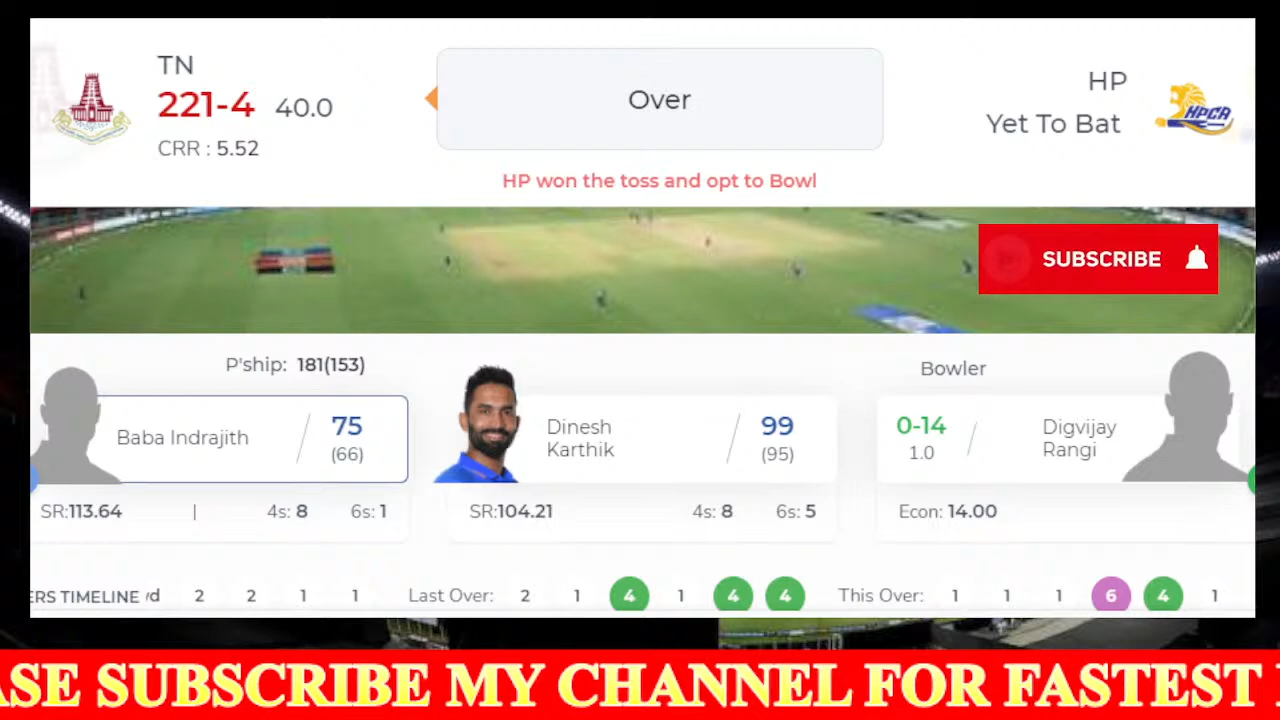 TN
221-4 40.0
CRR : 5.52
Over
HP
Yet To Bat
HPCA
HP won the toss and opt to Bowl
SUBSCRIBE
P'ship: 181(153)
Baba Indrajith / 75
(66)
SR:113.64 | 4s: 8 6s: 1
Dinesh
Karthik / 99
(95)
SR:104.21 4s: 8 6s: 5
Bowler
0-14
1.0 / Digvijay
Rangi
Econ: 14.00
ERS TIMELINE d 2 2 1 1 Last Over: 2 1 4 1 4 4 This Over: 1 1 1 6 4 1
ASE SUBSCRIBE MY CHANNEL FOR FASTEST